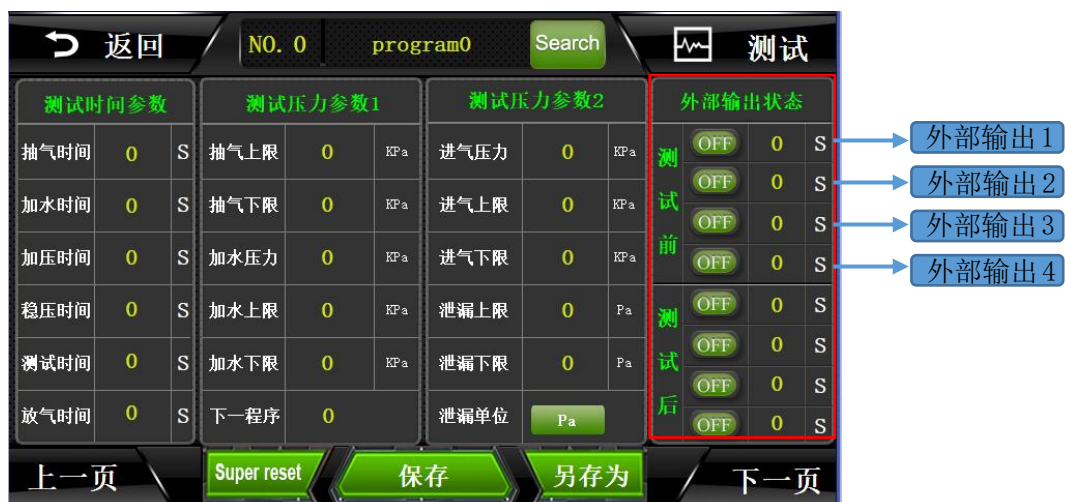 返回 NO. 0 program0 Search 测试
测试时间参数 测试压力参数1 测试压力参数2 外部输出状态
抽气时间 0 S 抽气上限 0 KPa 进气压力 0 KPa
加水时间 0 S 抽气下限 0 KPa 进气上限 0 KPa
加压时间 0 S 加水压力 0 KPa 进气下限 0 KPa
稳压时间 0 S 加水上限 0 KPa 泄漏上限 0 Pa
测试时间 0 S 加水下限 0 KPa 泄漏下限 0 Pa
放气时间 0 S 下一程序 0 泄漏单位 Pa
测试前
OFF 0 S 外部输出1
OFF 0 S 外部输出2
OFF 0 S 外部输出3
OFF 0 S 外部输出4
测试后
OFF 0 S
OFF 0 S
OFF 0 S
OFF 0 S
上一页 Super reset 保存 另存为 下一页